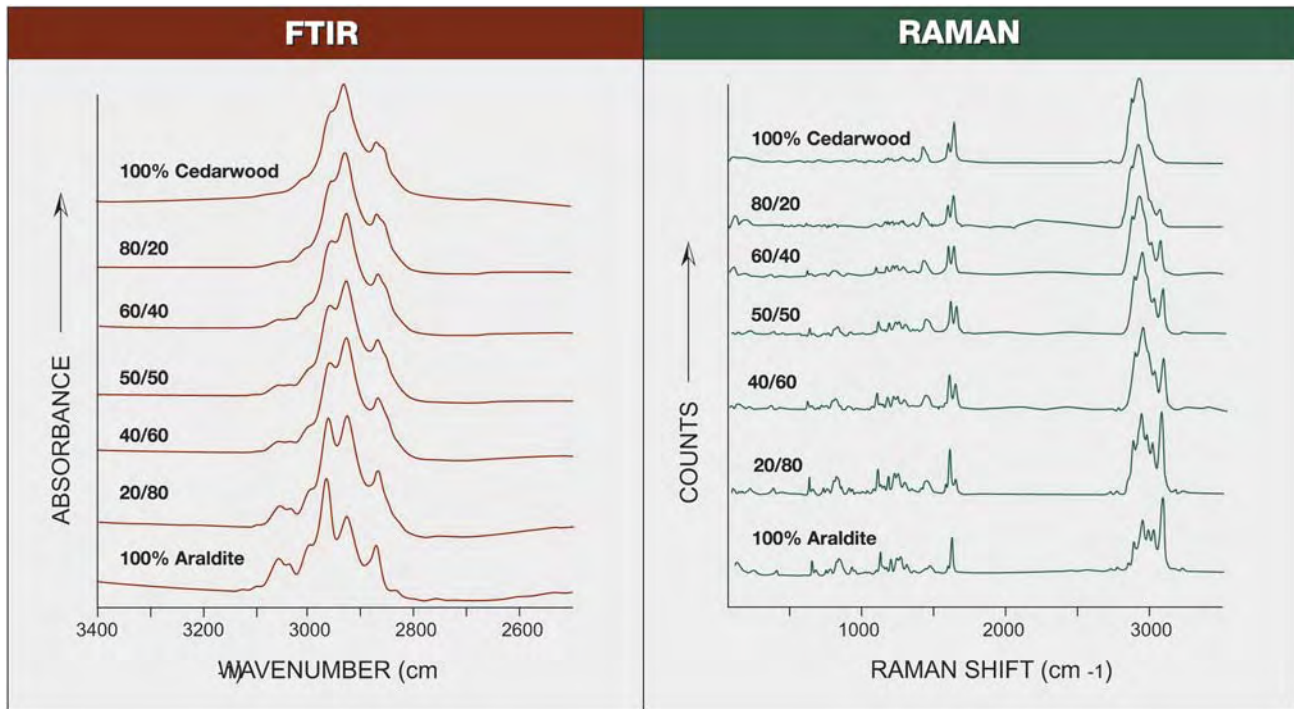 FTIR
100% Cedarwood
80/20
60/40
50/50
40/60
20/80
100% Araldite
ABSORBANCE
3400 3200 3000 2800 2600
-1)WAVENUMBER (cm
RAMAN
100% Cedarwood
80/20
60/40
50/50
40/60
20/80
100% Araldite
COUNTS
1000 2000 3000
RAMAN SHIFT (cm -1)